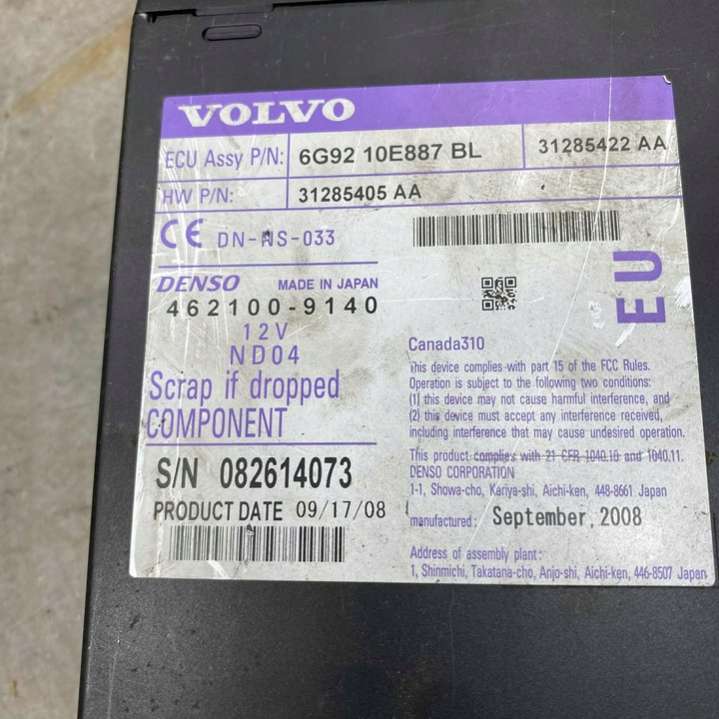 VOLVO
ECU Assy P/N: 6G92 10E887 BL 31285422 AA
HW P/N: 31285405 AA
CE DN-NS-033
EU
DENSO MADE IN JAPAN
462100-9140
12V
ND04
Scrap if dropped
COMPONENT
S/N 082614073
PRODUCT DATE 09/17/08
Canada310
This device complies with part 15 of the FCC Rules.
Operation is subject to the following two conditions:
(1) this device may not cause harmful interference, and
(2) this device must accept any interference received,
including interference that may cause undesired operation.
This product complies with 21 CFR 1040.10 and 1040.11.
DENSO CORPORATION
1-1, Showa-cho, Kariya-shi, Aichi-ken, 448-8661 Japan
manufactured: September, 2008
Address of assembly plant:
1, Shinmichi, Takatana-cho, Anjo-shi, Aichi-ken, 446-8507 Japan